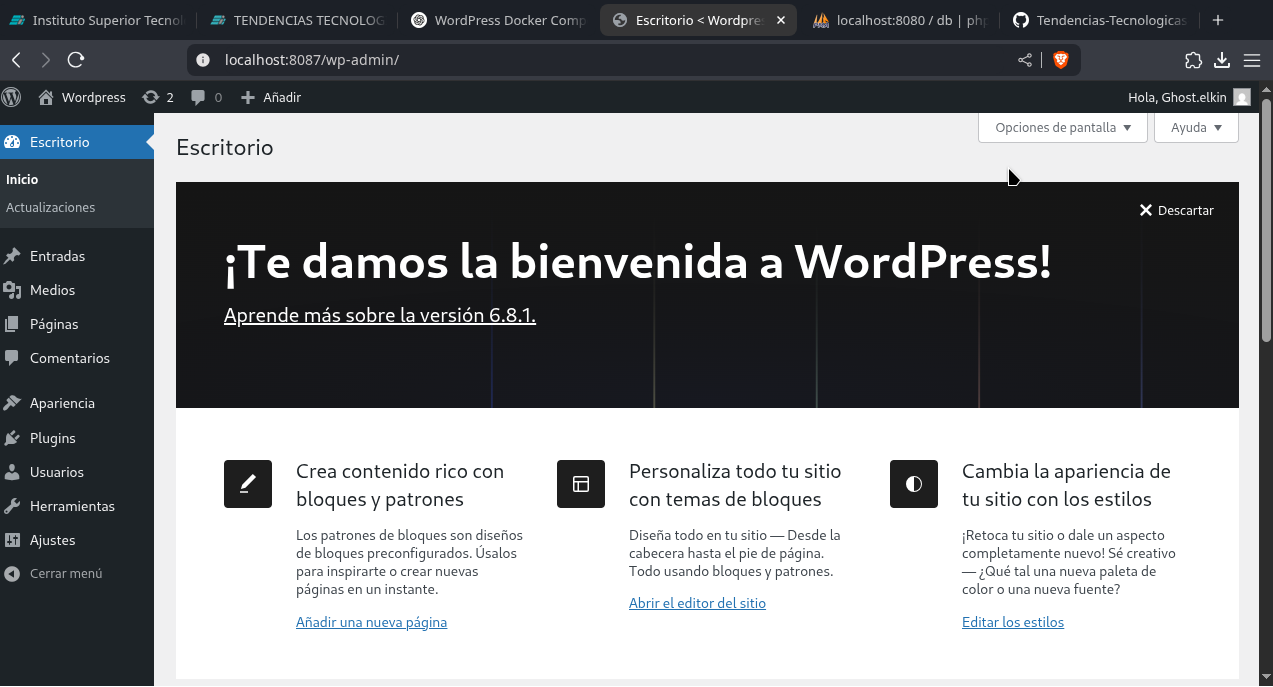 Instituto Superior Tecnol
TENDENCIAS TECNOLOG
WordPress Docker Comp
Escritorio < Wordpres
localhost:8080 / db | php
Tendencias-Tecnologicas
localhost:8087/wp-admin/
Wordpress 2 0 Añadir
Hola, Ghost.elkin
Opciones de pantalla
Ayuda
Escritorio
Inicio
Actualizaciones
Entradas
Medios
Páginas
Comentarios
Apariencia
Plugins
Usuarios
Herramientas
Ajustes
Cerrar menú
Escritorio
Descartar
¡Te damos la bienvenida a WordPress!
Aprende más sobre la versión 6.8.1.
Crea contenido rico con
bloques y patrones
Los patrones de bloques son diseños
de bloques preconfigurados. Úsalos
para inspirarte o crear nuevas
páginas en un instante.
Añadir una nueva página
Personaliza todo tu sitio
con temas de bloques
Diseña todo en tu sitio — Desde la
cabecera hasta el pie de página.
Todo usando bloques y patrones.
Abrir el editor del sitio
Cambia la apariencia de
tu sitio con los estilos
¡Retoca tu sitio o dale un aspecto
completamente nuevo! Sé creativo
— ¿Qué tal una nueva paleta de
color o una nueva fuente?
Editar los estilos